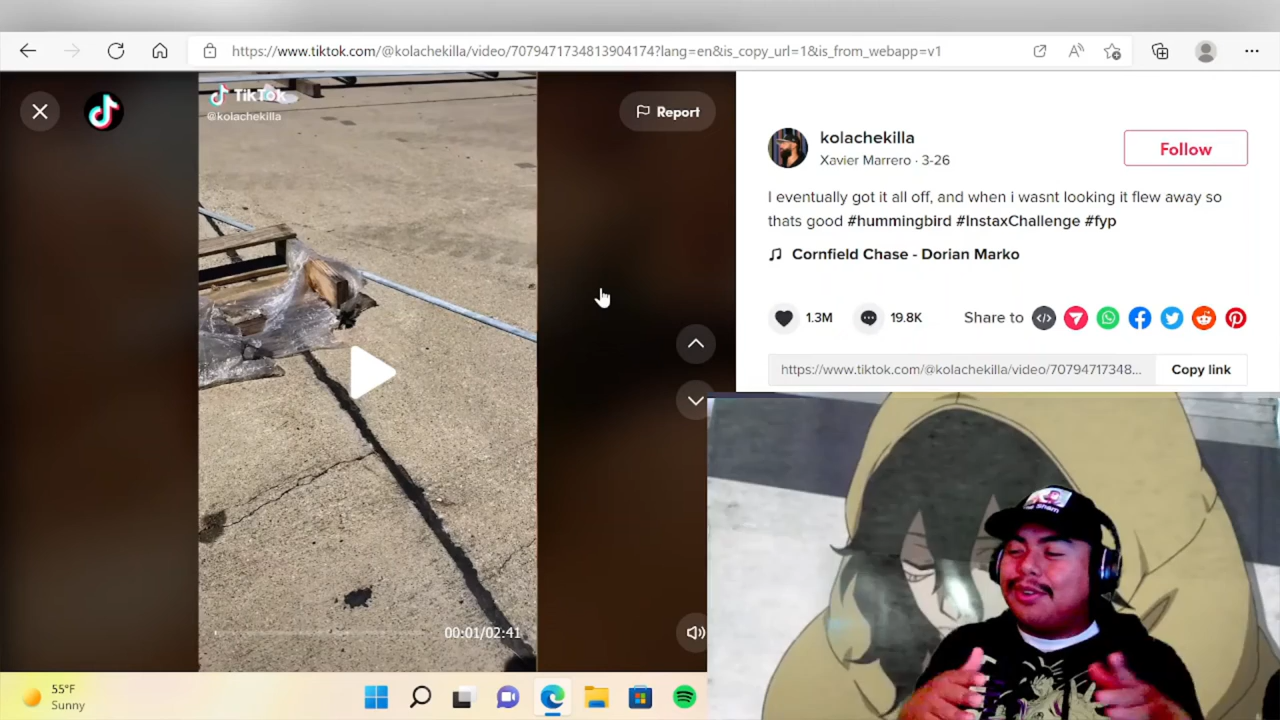 https://www.tiktok.com/@kolachekilla/video/7079471734813904174?lang=en&is_copy_url=1&is_from_webapp=v1
TikTok
@kolachekilla
Report
kolachekilla
Xavier Marrero · 3-26
Follow
I eventually got it all off, and when i wasnt looking it flew away so
thats good #hummingbird #InstaxChallenge #fyp
Cornfield Chase - Dorian Marko
1.3M
19.8K
Share to
https://www.tiktok.com/@kolachekilla/video/70794717348...
Copy link
00:01/02:41
55°F
Sunny